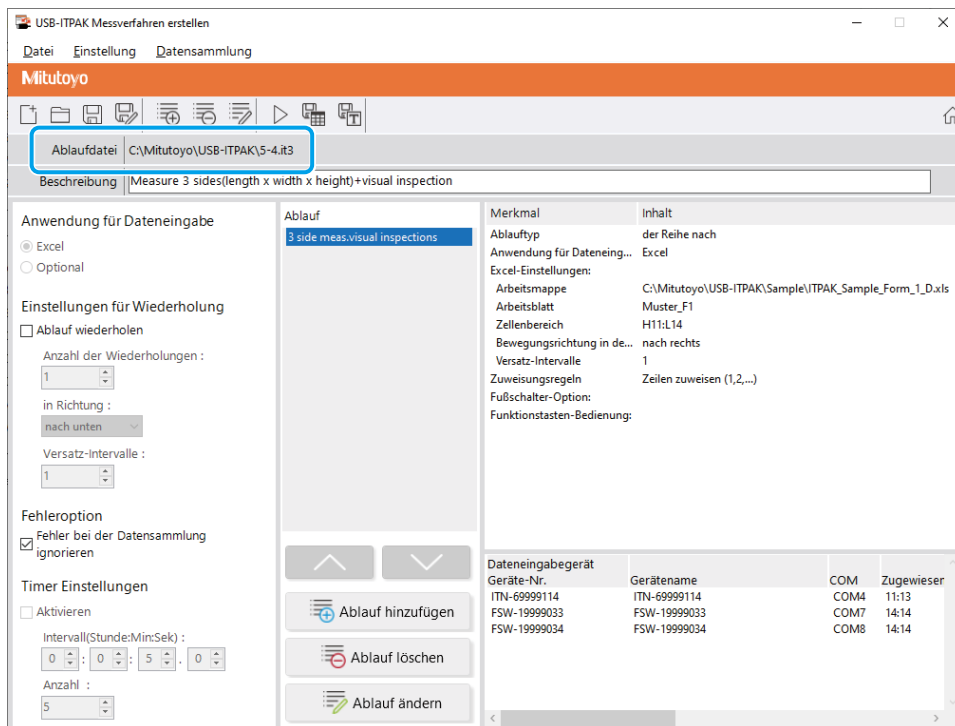 USB-ITPAK Messverfahren erstellen
Datei Einstellung Datensammlung
Mitutoyo
Ablaufdatei C:\Mitutoyo\USB-ITPAK\5-4.it3
Beschreibung Measure 3 sides(length x width x height)+visual inspection
Anwendung für Dateneingabe
Excel
Optional
Einstellungen für Wiederholung
Ablauf wiederholen
Anzahl der Wiederholungen :
1
in Richtung :
nach unten
Versatz-Intervalle :
1
Fehleroption
Fehler bei der Datensammlung
ignorieren
Timer Einstellungen
Aktivieren
Intervall(Stunde:Min:Sek) :
0 : 0 : 5 . 0
Anzahl :
5
Ablauf
3 side meas.visual inspections
Ablauf hinzufügen
Ablauf löschen
Ablauf ändern
Merkmal Inhalt
Ablauftyp der Reihe nach
Anwendung für Dateneing... Excel
Excel-Einstellungen:
Arbeitsmappe C:\Mitutoyo\USB-ITPAK\Sample\ITPAK_Sample_Form_1_D.xls
Arbeitsblatt Muster_F1
Zellenbereich H11:L14
Bewegungsrichtung in de... nach rechts
Versatz-Intervalle 1
Zuweisungsregeln Zeilen zuweisen (1,2,...)
Fußschalter-Option:
Funktionstasten-Bedienung:
Dateneingabegerät
Geräte-Nr. Gerätename COM Zugewiesen
ITN-69999114 ITN-69999114 COM4 11:13
FSW-19999033 FSW-19999033 COM7 14:14
FSW-19999034 FSW-19999034 COM8 14:14